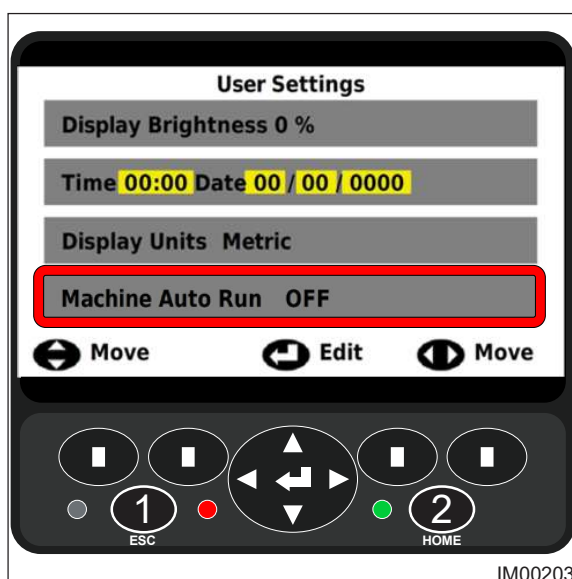 User Settings
Display Brightness 0 %
Time 00:00 Date 00 / 00 / 0000
Display Units Metric
Machine Auto Run OFF
Move Edit Move
1 2
ESC HOME
IM00203